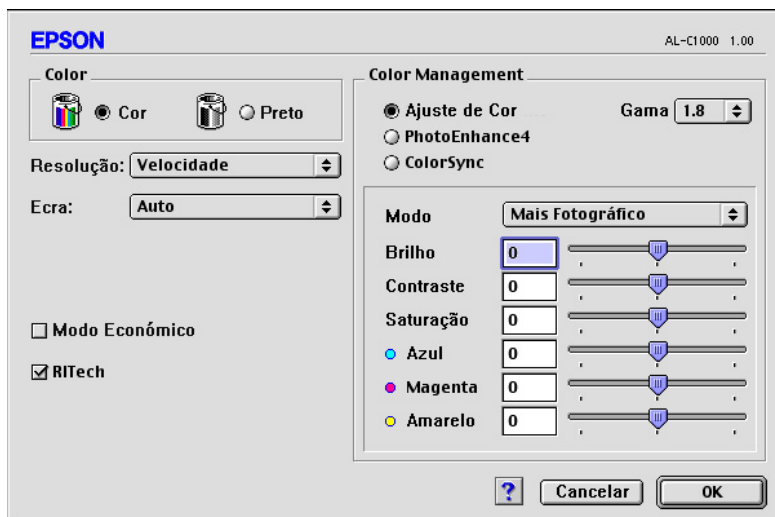 EPSON
AL-C1000 1.00
Color
Cor
Preto
Resolução: Velocidade
Ecra: Auto
Modo Económico
RITech
Color Management
Ajuste de Cor
Gama 1.8
PhotoEnhance4
ColorSync
Modo Mais Fotográfico
Brilho 0
Contraste 0
Saturação 0
Azul 0
Magenta 0
Amarelo 0
? Cancelar OK